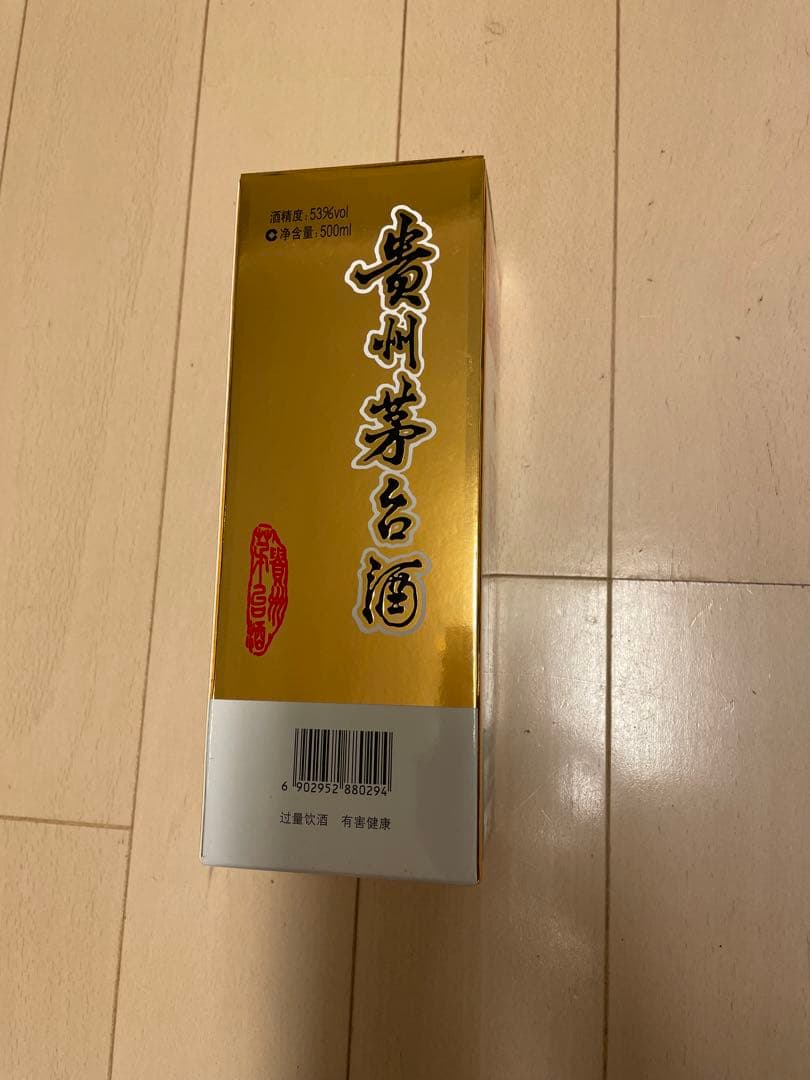 酒精度：53%vol
净含量：500ml
贵州茅台酒
貴州
茅台酒
6 902952 880294
过量饮酒 有害健康